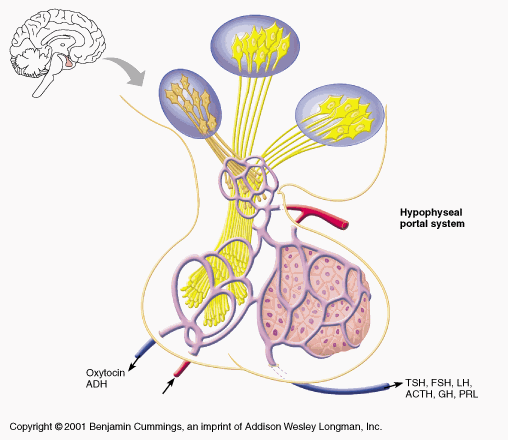 Hypophyseal
portal system
Oxytocin
ADH
TSH, FSH, LH,
ACTH, GH, PRL
Copyright © 2001 Benjamin Cummings, an imprint of Addison Wesley Longman, Inc.